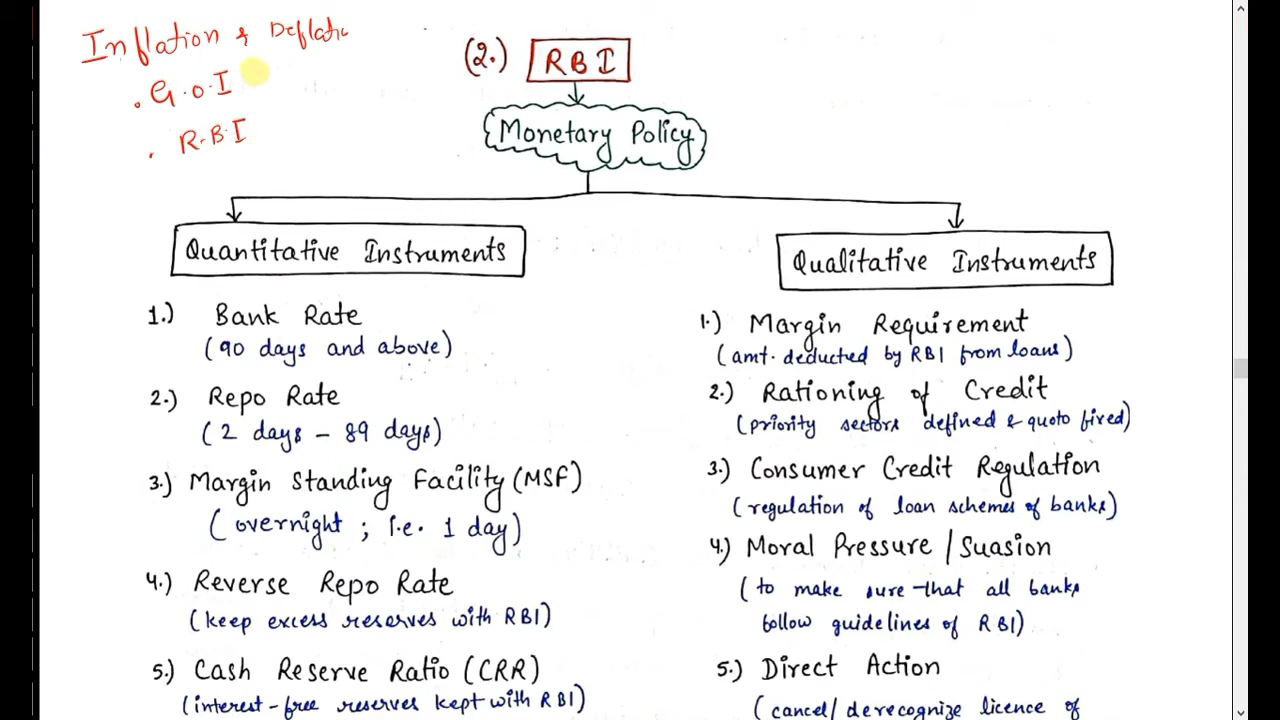 Inflation & Deflatio
. G.O.I
. R.B.I
(2.) RBI
Monetary Policy
Quantitative Instruments
1.) Bank Rate
(90 days and above)
2.) Repo Rate
(2 days - 89 days)
3.) Margin Standing Facility (MSF)
(overnight ; i.e. 1 day)
4.) Reverse Repo Rate
(keep excess reserves with RBI)
5.) Cash Reserve Ratio (CRR)
(interest-free reserves kept with RBI)
Qualitative Instruments
1.) Margin Requirement
(amt. deducted by RBI from loans)
2.) Rationing of Credit
(priority sectors defined & quoto fixed)
3.) Consumer Credit Regulation
(regulation of loan schemes of banks)
4.) Moral Pressure / Suasion
(to make sure that all banks
follow guidelines of RBI)
5.) Direct Action
(cancel/ derecognize licence of